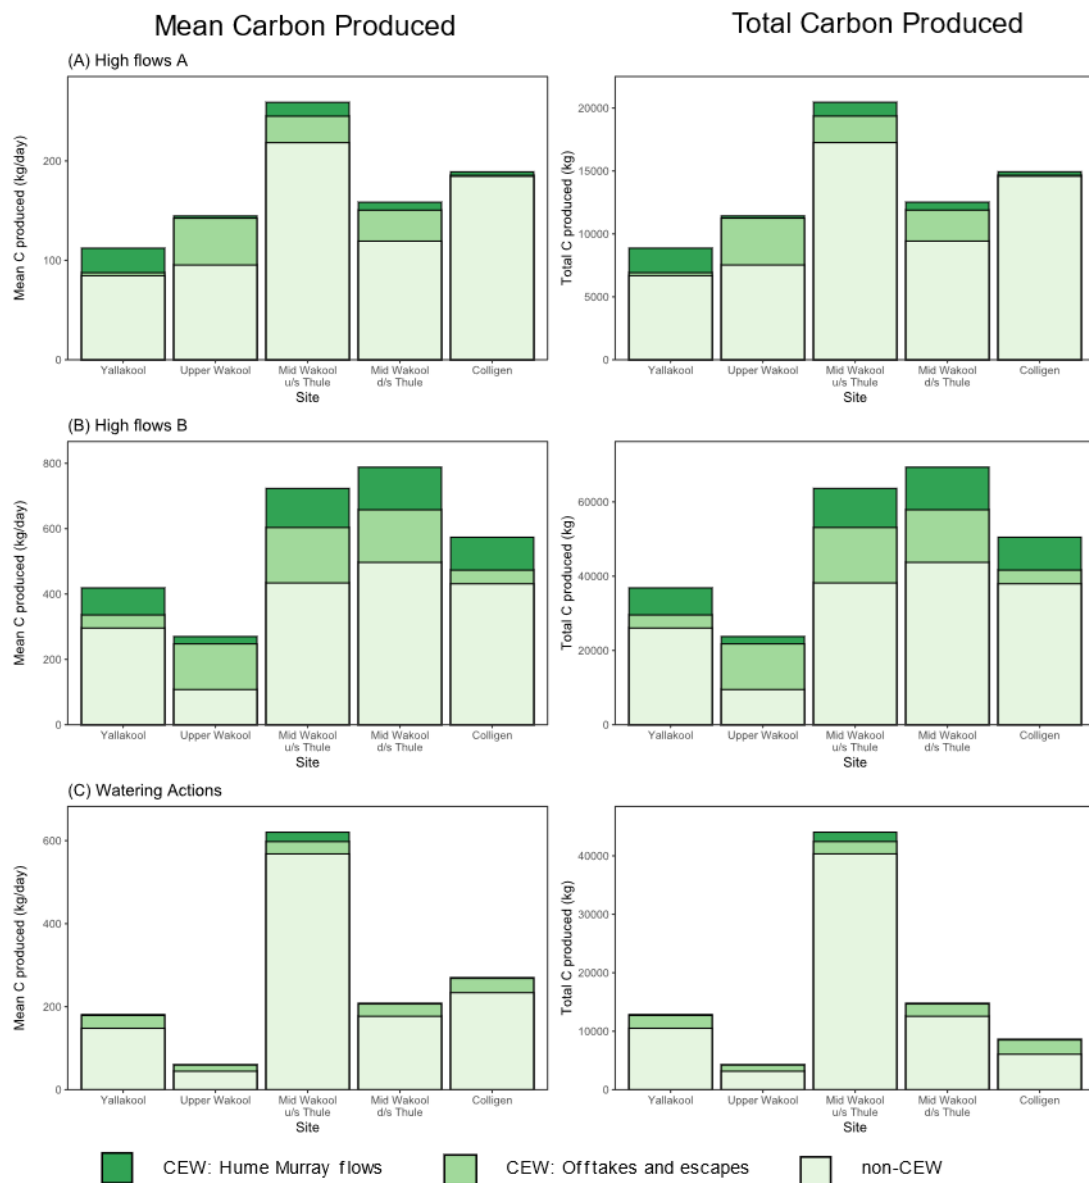 Mean Carbon Produced
Total Carbon Produced
(A) High flows A
Mean C produced (kg/day)
200
100
0
Yallakool
Upper Wakool
Mid Wakool
u/s Thule
Mid Wakool
d/s Thule
Colligen
Site
Total C produced (kg)
20000
15000
10000
5000
0
Yallakool
Upper Wakool
Mid Wakool
u/s Thule
Mid Wakool
d/s Thule
Colligen
Site
(B) High flows B
Mean C produced (kg/day)
800
600
400
200
0
Yallakool
Upper Wakool
Mid Wakool
u/s Thule
Mid Wakool
d/s Thule
Colligen
Site
Total C produced (kg)
60000
40000
20000
0
Yallakool
Upper Wakool
Mid Wakool
u/s Thule
Mid Wakool
d/s Thule
Colligen
Site
(C) Watering Actions
Mean C produced (kg/day)
600
400
200
0
Yallakool
Upper Wakool
Mid Wakool
u/s Thule
Mid Wakool
d/s Thule
Colligen
Site
Total C produced (kg)
40000
30000
20000
10000
0
Yallakool
Upper Wakool
Mid Wakool
u/s Thule
Mid Wakool
d/s Thule
Colligen
Site
CEW: Hume Murray flows
CEW: Offtakes and escapes
non-CEW